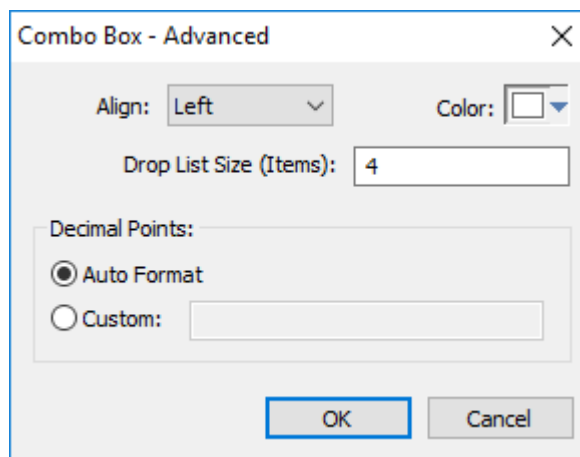 Combo Box - Advanced
Align: Left Color:
Drop List Size (Items): 4
Decimal Points:
Auto Format
Custom:
OK Cancel